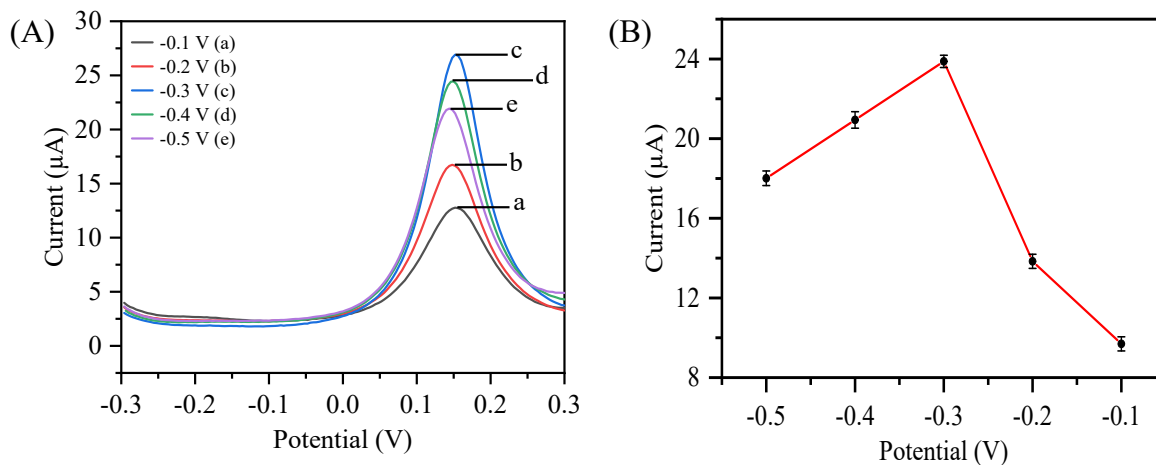 (A)
30
25
20
15
10
5
0
Current (μA)
-0.1 V (a)
-0.2 V (b)
-0.3 V (c)
-0.4 V (d)
-0.5 V (e)
c
d
e
b
a
-0.3 -0.2 -0.1 0.0 0.1 0.2 0.3
Potential (V)
(B)
24
20
16
12
8
Current (μA)
-0.5 -0.4 -0.3 -0.2 -0.1
Potential (V)